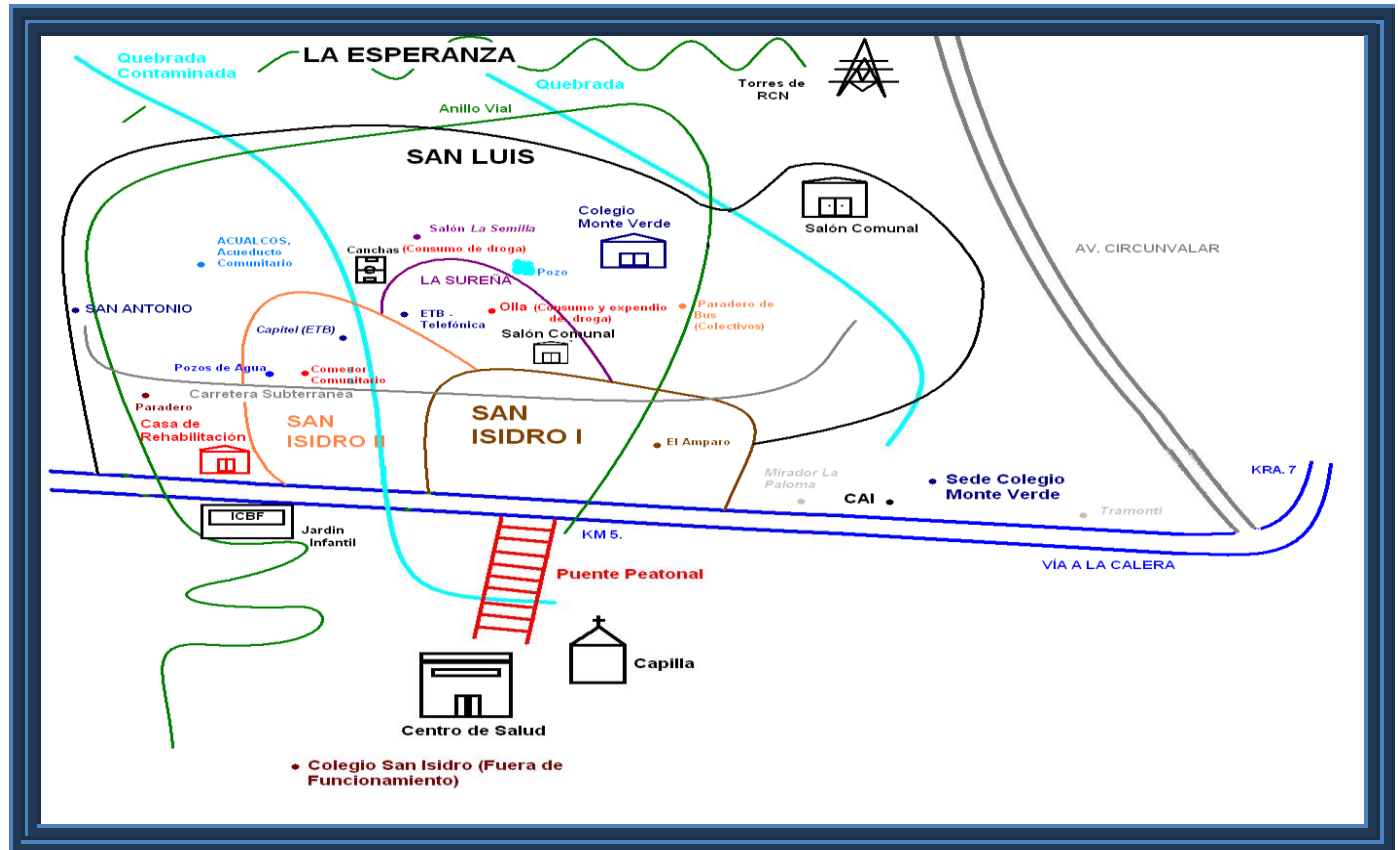 LA ESPERANZA
Quebrada
Contaminada
Quebrada
Torres de
RCN
Anillo Vial
SAN LUIS
Colegio
Monte Verde
Salón Comunal
Salón La Semilla
ACUALCOS,
Acueducto
Comunitario
Canchas (Consumo de droga)
AV. CIRCUNVALAR
LA SUREÑA
Pozo
SAN ANTONIO
ETB -
Telefónica
Olla (Consumo y expendio
de droga)
Paradero de
Bus
(Colectivos)
Capitel (ETB)
Salón Comunal
Pozos de Agua
Comedor
Comunitario
Carretera Subterranea
Paradero
Casa de
Rehabilitación
SAN
ISIDRO II
SAN
ISIDRO I
El Amparo
Mirador La
Paloma
CAI
Sede Colegio
Monte Verde
KRA. 7
Tramonti
ICBF
Jardin
Infantil
KM 5.
VÍA A LA CALERA
Puente Peatonal
Capilla
Centro de Salud
Colegio San Isidro (Fuera de
Funcionamiento)